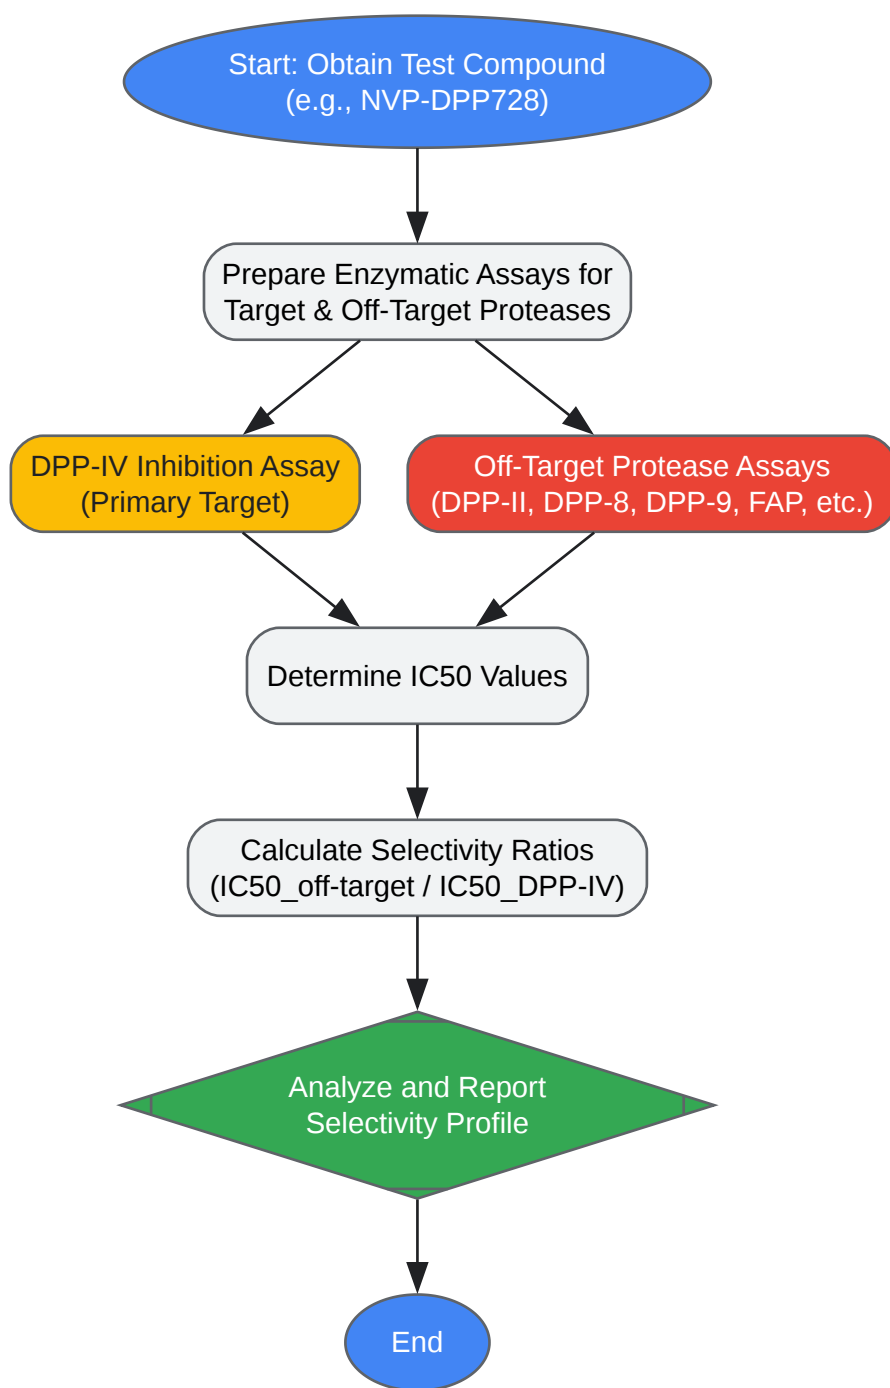 Start: Obtain Test Compound
(e.g., NVP-DPP728)
Prepare Enzymatic Assays for
Target & Off-Target Proteases
DPP-IV Inhibition Assay
(Primary Target)
Off-Target Protease Assays
(DPP-II, DPP-8, DPP-9, FAP, etc.)
Determine IC50 Values
Calculate Selectivity Ratios
(IC50_off-target / IC50_DPP-IV)
Analyze and Report
Selectivity Profile
End